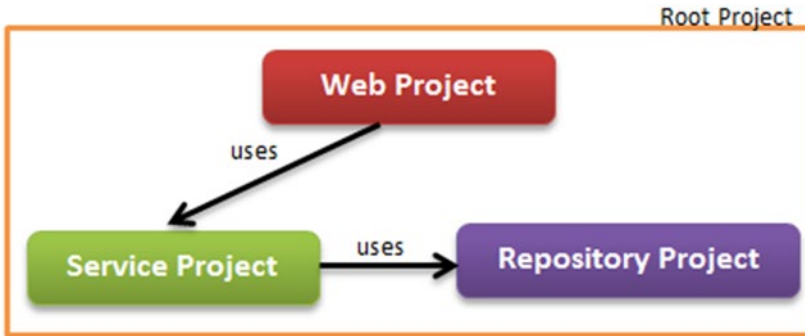 Root Project
Web Project
uses
Service Project
uses
Repository Project